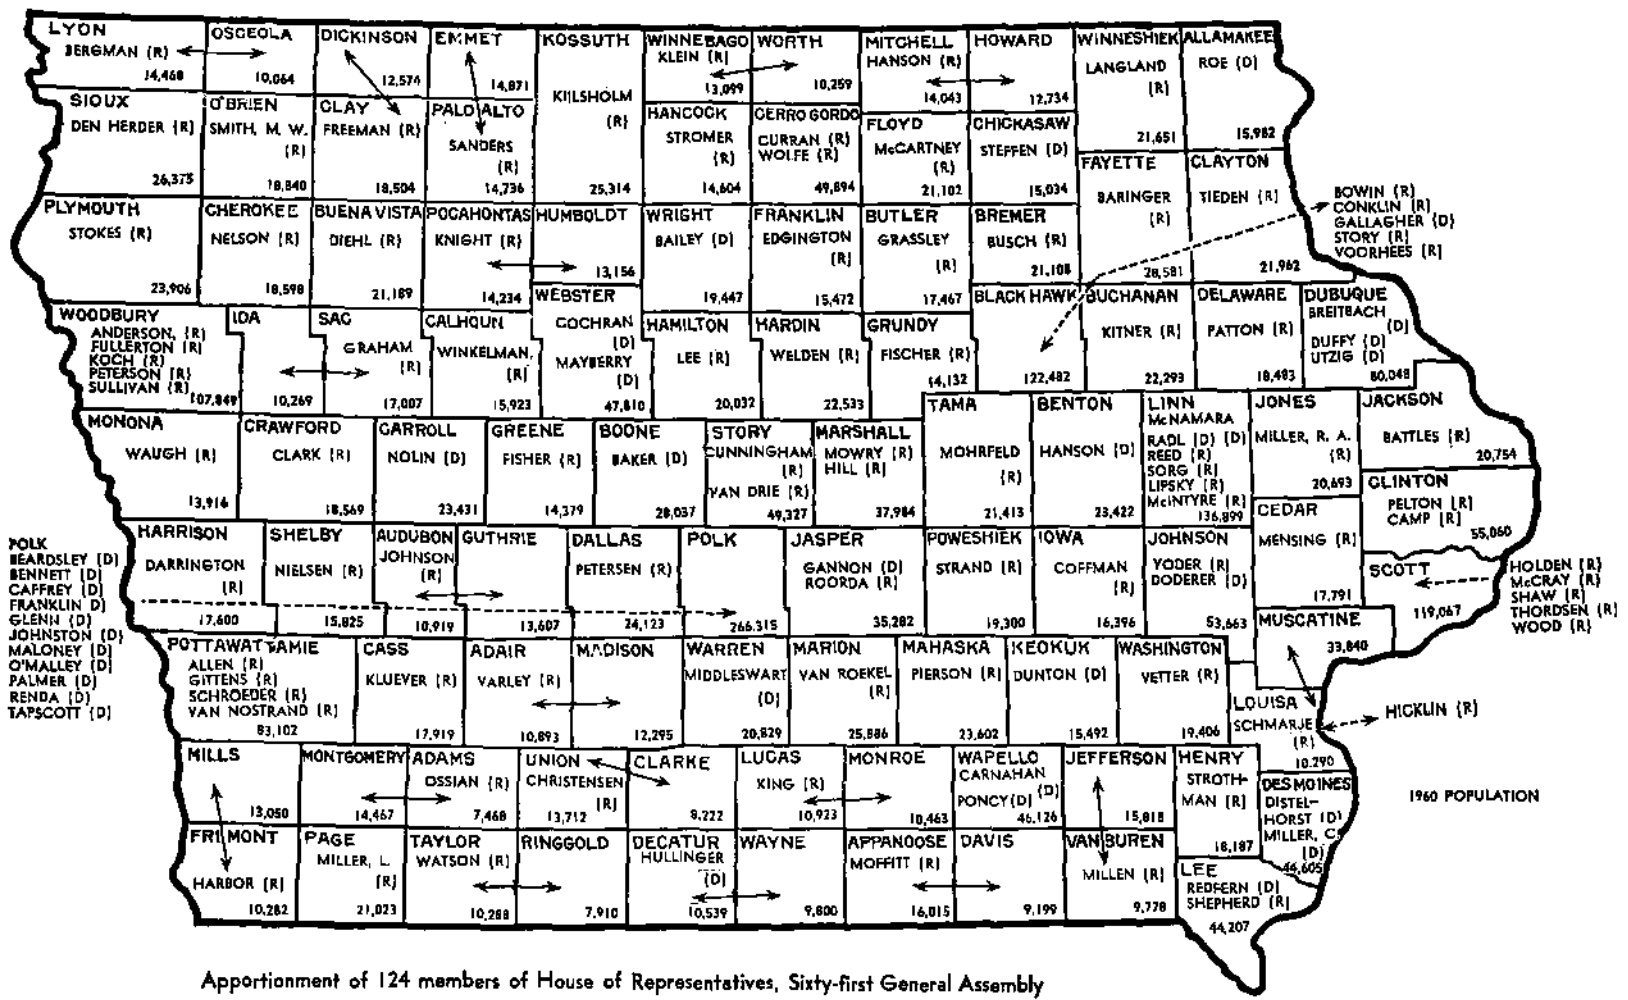 LYON
BERGMAN (R)
14,468
OSCEOLA
10,064
DICKINSON
12,574
EMMET
14,871
KOSSUTH
KIILSHOLM
(R)
25,314
WINNEBAGO
KLEIN (R)
13,099
WORTH
10,259
MITCHELL
HANSON (R)
14,043
HOWARD
12,734
WINNESHIEK
LANGLAND
(R)
21,651
ALLAMAKEE
ROE (D)
15,982
SIOUX
DEN HERDER (R)
26,375
O'BRIEN
SMITH, M. W.
(R)
18,840
CLAY
FREEMAN (R)
18,504
PALO ALTO
SANDERS
(R)
14,736
HANCOCK
STROMER
(R)
14,604
CERRO GORDO
CURRAN (R)
WOLFE (R)
49,894
FLOYD
McCARTNEY
(R)
21,102
CHICKASAW
STEFFEN (D)
15,034
FAYETTE
BARINGER
(R)
28,581
CLAYTON
TIEDEN (R)
21,962
BOWIN (R)
CONKLIN (R)
GALLAGHER (D)
STORY (R)
VOORHEES (R)
PLYMOUTH
STOKES (R)
23,906
CHEROKEE
NELSON (R)
18,598
BUENA VISTA
DIEHL (R)
21,189
POCAHONTAS
KNIGHT (R)
14,234
HUMBOLDT
13,156
WRIGHT
BAILEY (D)
19,447
FRANKLIN
EDGINGTON
(R)
15,472
BUTLER
GRASSLEY
(R)
17,467
BREMER
BUSCH (R)
21,108
WOODBURY
ANDERSON, (R)
FULLERTON (R)
KOCH (R)
PETERSON (R)
SULLIVAN (R)
107,849
IDA
10,269
SAC
GRAHAM
(R)
17,007
CALHOUN
WINKELMAN,
(R)
15,923
WEBSTER
COCHRAN
(D)
MAYBERRY
(D)
47,810
HAMILTON
LEE (R)
20,032
HARDIN
WELDEN (R)
22,533
GRUNDY
FISCHER (R)
14,132
BLACK HAWK
122,482
BUCHANAN
KITNER (R)
22,293
DELAWARE
PATTON (R)
18,483
DUBUQUE
BREITBACH
(D)
DUFFY (D)
UTZIG (D)
80,048
MONONA
WAUGH (R)
13,916
CRAWFORD
CLARK (R)
18,569
CARROLL
NOLIN (D)
23,431
GREENE
FISHER (R)
14,379
BOONE
BAKER (D)
28,037
STORY
CUNNINGHAM
(R)
VAN DRIE (R)
49,327
MARSHALL
MOWRY (R)
HILL (R)
37,984
TAMA
MOHRFELD
(R)
21,413
BENTON
HANSON (D)
23,422
LINN
McNAMARA
RADL (D) (D)
REED (R)
SORG (R)
LIPSKY (R)
McINTYRE (R)
136,899
JONES
MILLER, R. A.
(R)
20,693
JACKSON
BATTLES (R)
20,754
CLINTON
PELTON (R)
CAMP (R)
55,060
POLK
BEARDSLEY (D)
BENNETT (D)
CAFFREY (D)
FRANKLIN D)
GLENN (D)
JOHNSTON (D)
MALONEY (D)
O'MALLEY (D)
PALMER (D)
RENDA (D)
TAPSCOTT (D)
HARRISON
DARRINGTON
(R)
17,600
SHELBY
NIELSEN (R)
15,825
AUDUBON
JOHNSON
(R)
10,919
GUTHRIE
13,607
DALLAS
PETERSEN (R)
24,123
POLK
266,315
JASPER
GANNON (D)
ROORDA (R)
35,282
POWESHIEK
STRAND (R)
19,300
IOWA
COFFMAN
(R)
16,396
JOHNSON
YODER (R)
DODERER (D)
53,663
CEDAR
MENSING (R)
17,791
SCOTT
119,067
HOLDEN (R)
McCRAY (R)
SHAW (R)
THORDSEN (R)
WOOD (R)
MUSCATINE
33,840
POTTAWATTAMIE
ALLEN (R)
GITTENS (R)
SCHROEDER (R)
VAN NOSTRAND (R)
83,102
CASS
KLUEVER (R)
17,919
ADAIR
VARLEY (R)
10,893
MADISON
12,295
WARREN
MIDDLESWART
(D)
20,829
MARION
VAN ROEKEL
(R)
25,886
MAHASKA
PIERSON (R)
23,602
KEOKUK
DUNTON (D)
15,492
WASHINGTON
VETTER (R)
19,406
LOUISA
SCHMARJE
(R)
10,290
HICKLIN (R)
MILLS
13,050
MONTGOMERY
14,467
ADAMS
OSSIAN (R)
7,468
UNION
CHRISTENSEN
(R)
13,712
CLARKE
8,222
LUCAS
KING (R)
10,923
MONROE
10,463
WAPELLO
CARNAHAN
(D)
PONCY (D)
46,126
JEFFERSON
15,818
HENRY
STROTH-
MAN (R)
18,187
DES MOINES
DISTEL-
HORST (D)
MILLER, C.
(D)
44,605
1960 POPULATION
FREMONT
HARBOR (R)
10,282
PAGE
MILLER, L.
(R)
21,023
TAYLOR
WATSON (R)
10,288
RINGGOLD
7,910
DECATUR
HULLINGER
(D)
10,539
WAYNE
9,800
APPANOOSE
MOFFITT (R)
16,015
DAVIS
9,199
VAN BUREN
MILLEN (R)
9,778
LEE
REDFERN (D)
SHEPHERD (R)
44,207
Apportionment of 124 members of House of Representatives, Sixty-first General Assembly